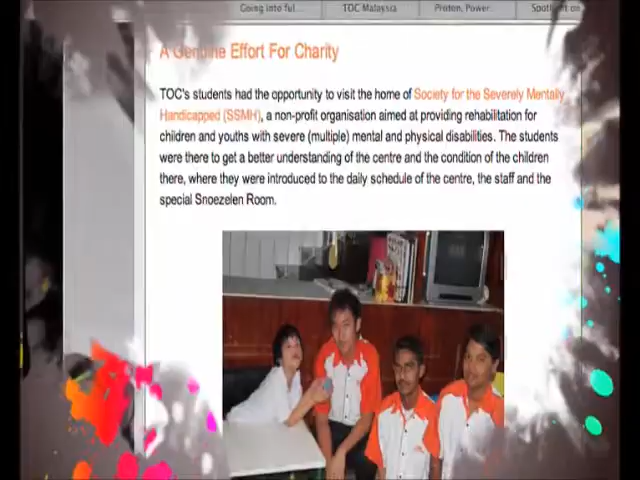 Going into ful
TOC Malaysia
Proton, Power
Spotlight on
A Genuine Effort For Charity
TOC's students had the opportunity to visit the home of Society for the Severely Mentally
Handicapped (SSMH), a non-profit organisation aimed at providing rehabilitation for
children and youths with severe (multiple) mental and physical disabilities. The students
were there to get a better understanding of the centre and the condition of the children
there, where they were introduced to the daily schedule of the centre, the staff and the
special Snoezelen Room.